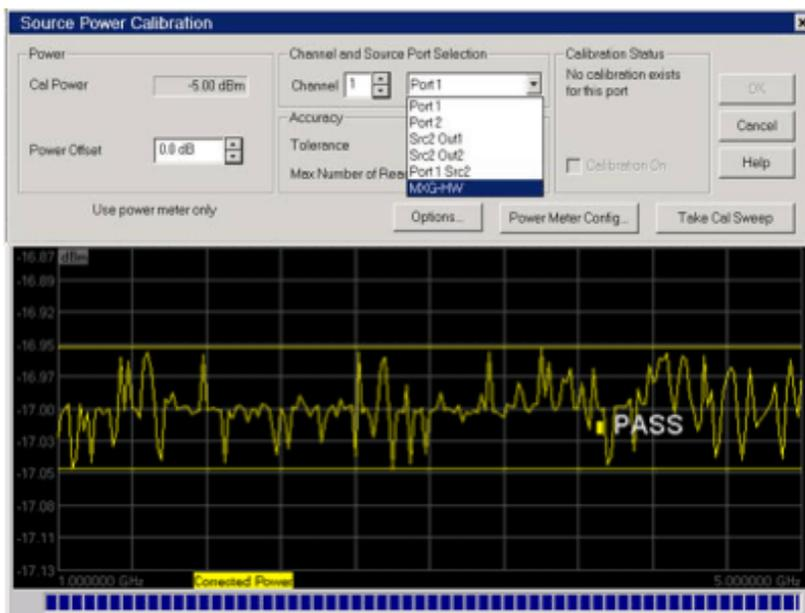 Source Power Calibration
Power
Cal Power
-5.00 dBm
Power Offset
0.0 dB
Use power meter only
Channel and Source Port Selection
Channel 1
Port 1
Port 1
Port 2
Src2 Out1
Src2 Out2
Port 1 Src2
MXG-HW
Accuracy
Tolerance
Max Number of
Calibration Status
No calibration exists
for this port
Calibration On
OK
Cancel
Help
Options...
Power Meter Config...
Take Cal Sweep
-16.87 dBm
-16.89
-16.92
-16.95
-16.97
-17.00
-17.03
-17.05
-17.08
-17.11
-17.13
PASS
1.000000 GHz
Corrected Power
5.000000 GHz